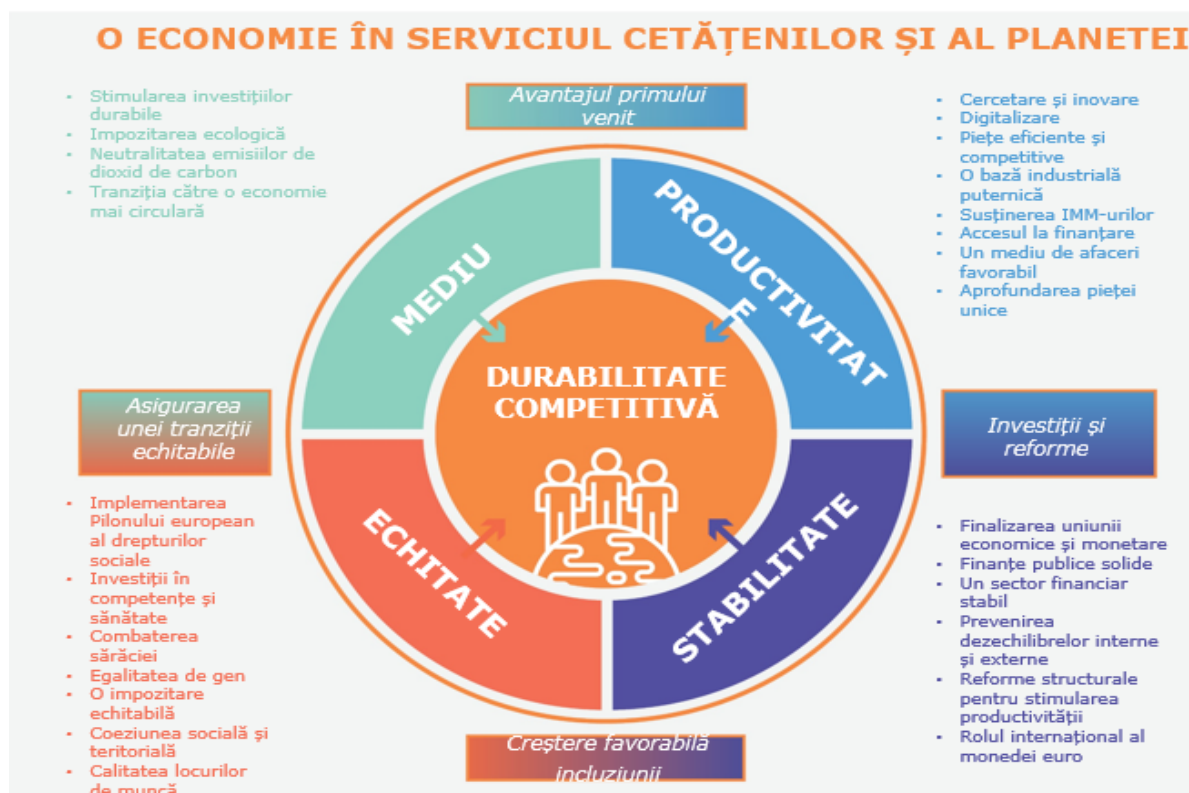 O ECONOMIE ÎN SERVICIUL CETĂȚENILOR ȘI AL PLANETEI
• Stimularea investițiilor
durabile
• Impozitarea ecologică
• Neutralitatea emisiilor de
dioxid de carbon
• Tranziția către o economie
mai circulară
Avantajul primului
venit
• Cercetare și inovare
• Digitalizare
• Piețe eficiente și
competitive
• O bază industrială
puternică
• Susținerea IMM-urilor
• Accesul la finanțare
• Un mediu de afaceri
favorabil
• Aprofundarea pieței
unice
MEDIU
PRODUCTIVITAT
E
DURABILITATE
COMPETITIVĂ
ECHITATE
STABILITATE
Asigurarea
unei tranziții
echitabile
Investiții și
reforme
• Implementarea
Pilonului european
al drepturilor
sociale
• Investiții în
competențe și
sănătate
• Combaterea
sărăciei
• Egalitatea de gen
• O impozitare
echitabilă
• Coeziunea socială și
teritorială
• Calitatea locurilor
de muncă
• Finalizarea uniunii
economice și monetare
• Finanțe publice solide
• Un sector financiar
stabil
• Prevenirea
dezechilibrelor interne
și externe
• Reforme structurale
pentru stimularea
productivității
• Rolul internațional al
monedei euro
Creștere favorabilă
incluziunii